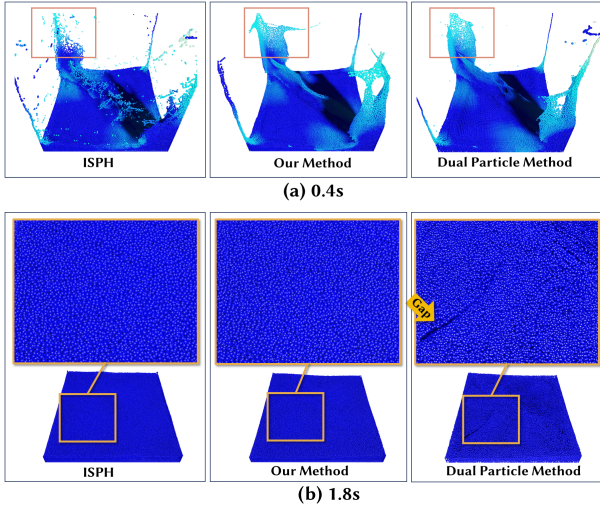 ISPH
Our Method
Dual Particle Method
(a) 0.4s
Gap
ISPH
Our Method
Dual Particle Method
(b) 1.8s